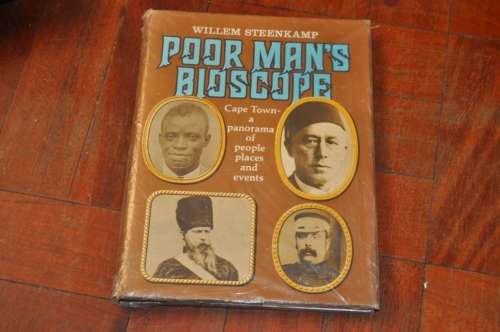 WILLEM STEENKAMP
POOR MAN'S
BIOSCOPE
Cape Town-
a
panorama
of
people
places
and
events